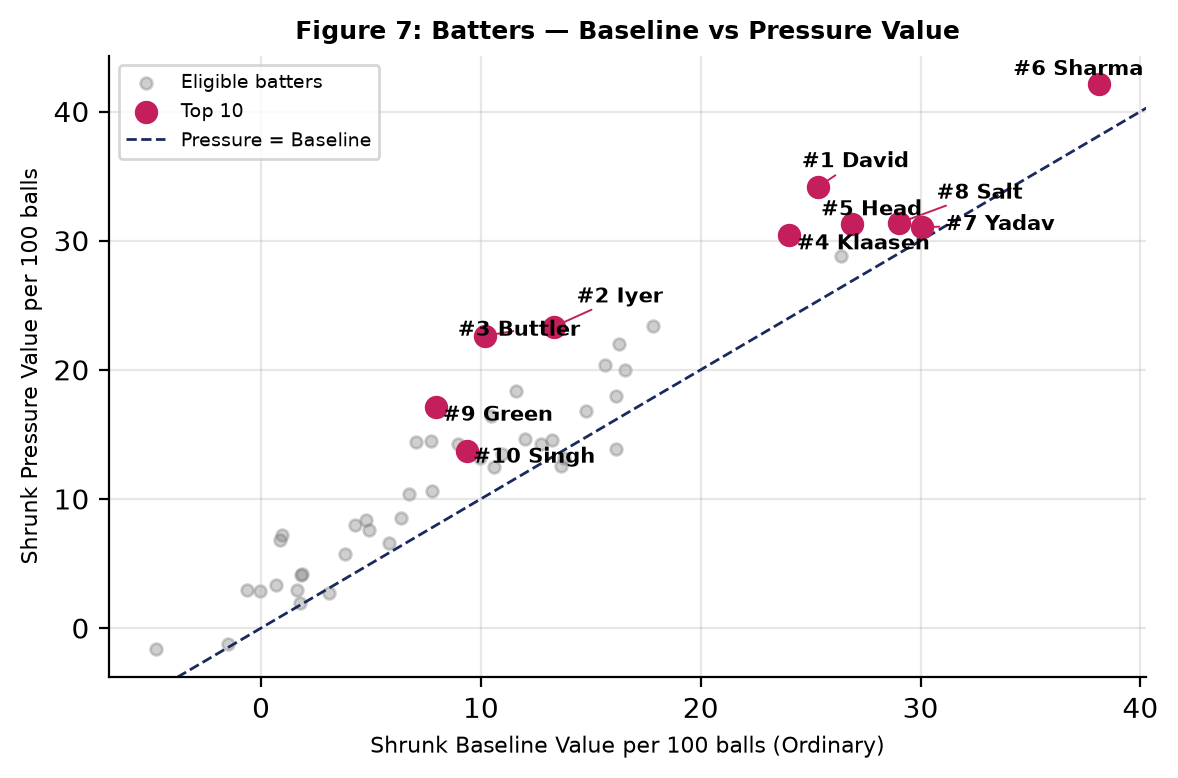 Figure 7: Batters — Baseline vs Pressure Value
Eligible batters
Top 10
Pressure = Baseline
#6 Sharma
#1 David
#8 Salt
#5 Head
#7 Yadav
#4 Klaasen
#2 Iyer
#3 Buttler
#9 Green
#10 Singh
Shrunk Pressure Value per 100 balls
40
30
20
10
0
0 10 20 30 40
Shrunk Baseline Value per 100 balls (Ordinary)